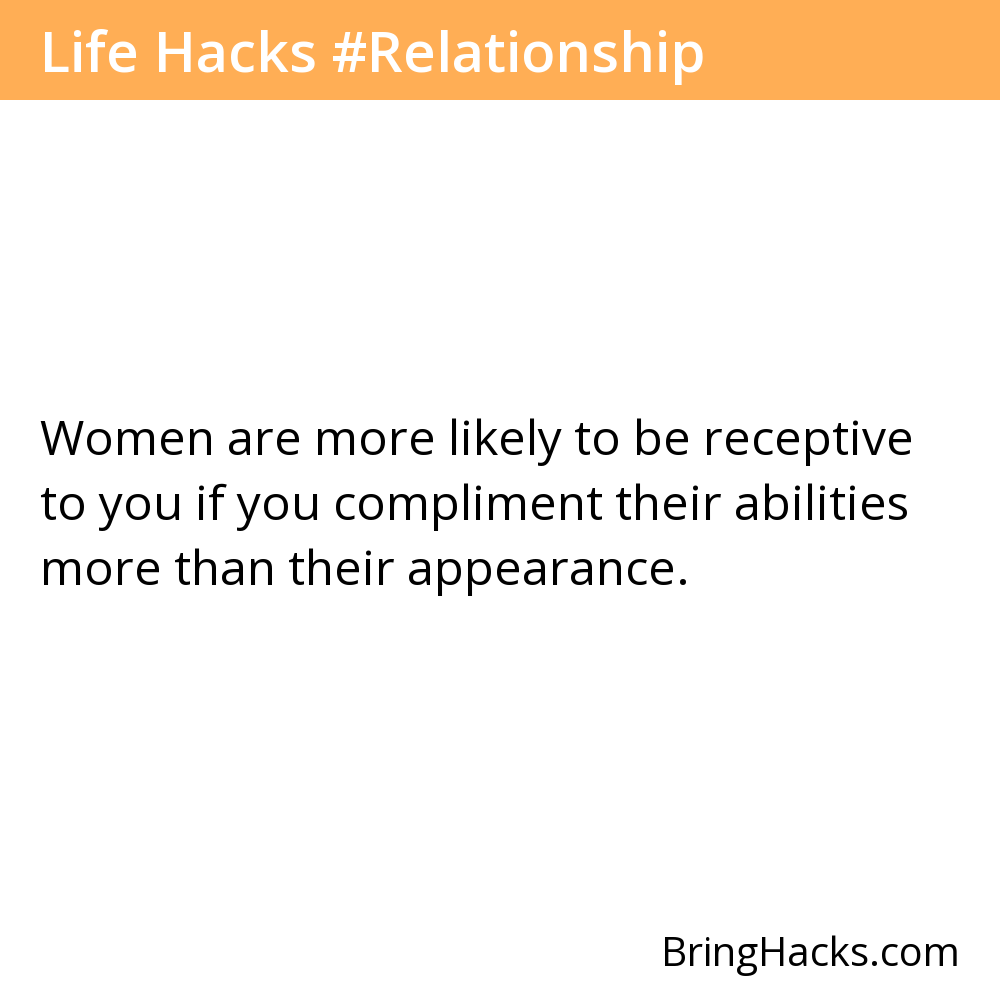 Life Hacks #Relationship
Women are more likely to be receptive
to you if you compliment their abilities
more than their appearance.
BringHacks.com